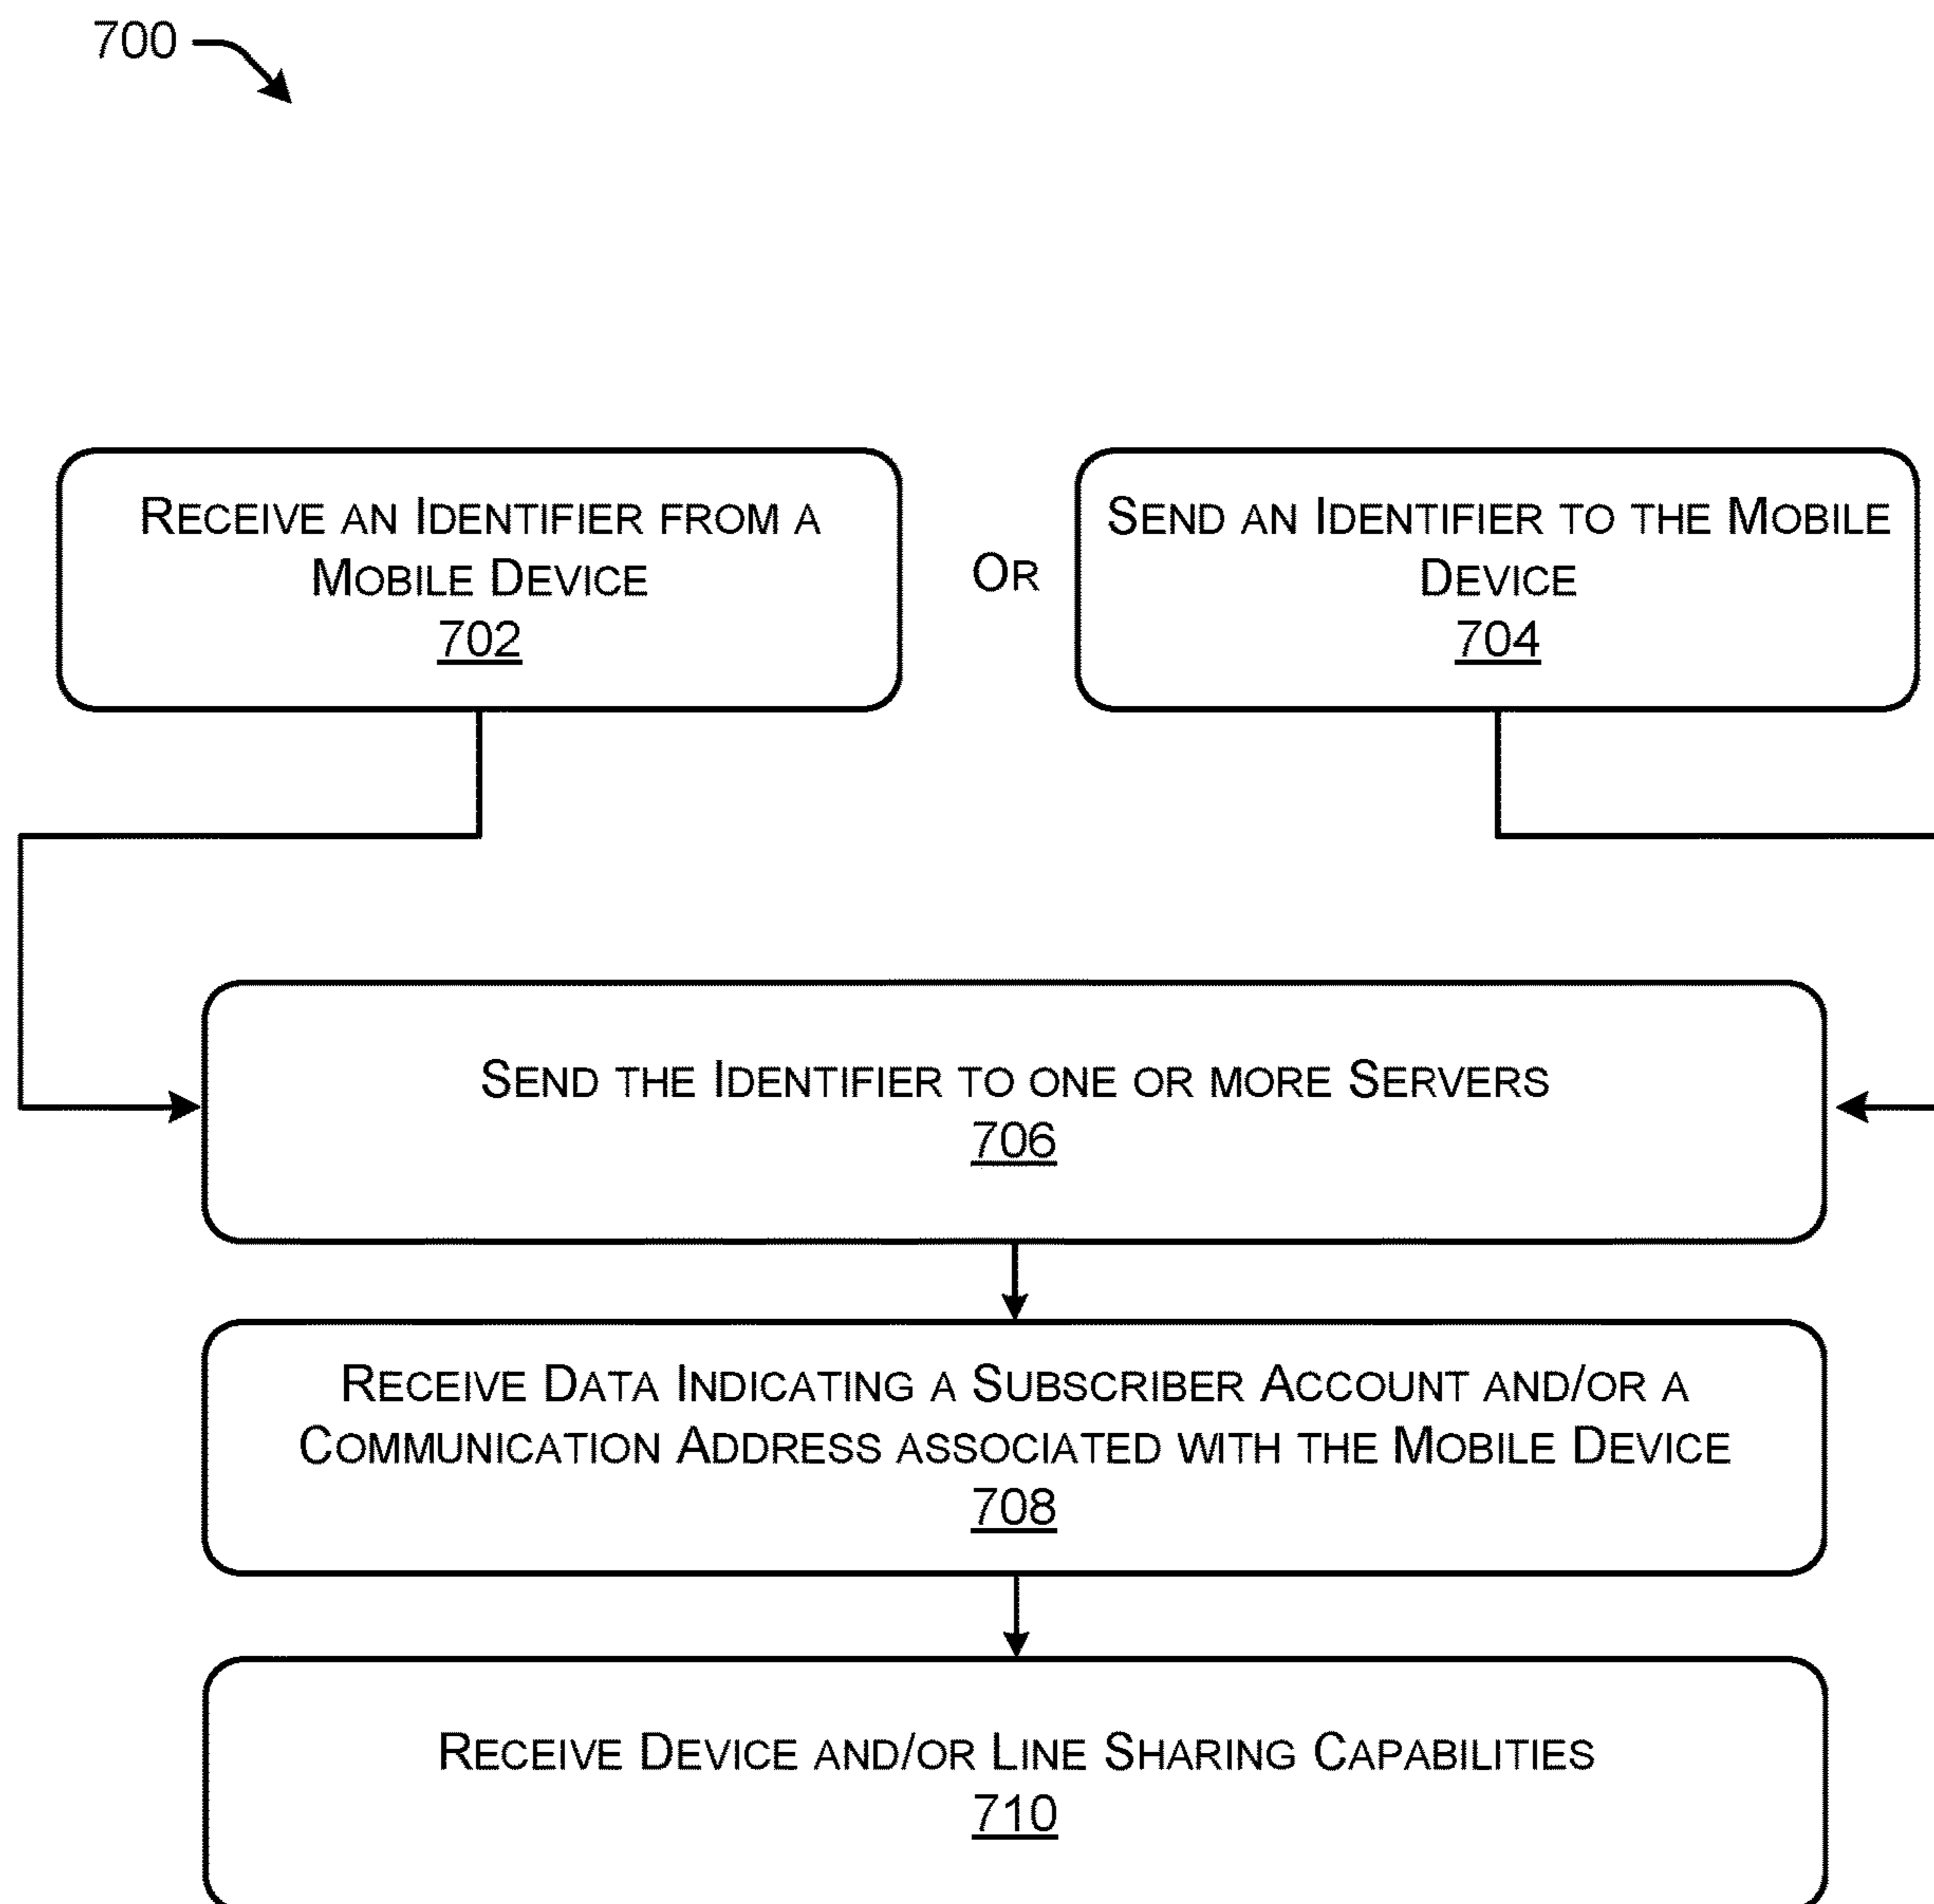 700
RECEIVE AN IDENTIFIER FROM A
MOBILE DEVICE
702
OR
SEND AN IDENTIFIER TO THE MOBILE
DEVICE
704
SEND THE IDENTIFIER TO ONE OR MORE SERVERS
706
RECEIVE DATA INDICATING A SUBSCRIBER ACCOUNT AND/OR A
COMMUNICATION ADDRESS ASSOCIATED WITH THE MOBILE DEVICE
708
RECEIVE DEVICE AND/OR LINE SHARING CAPABILITIES
710